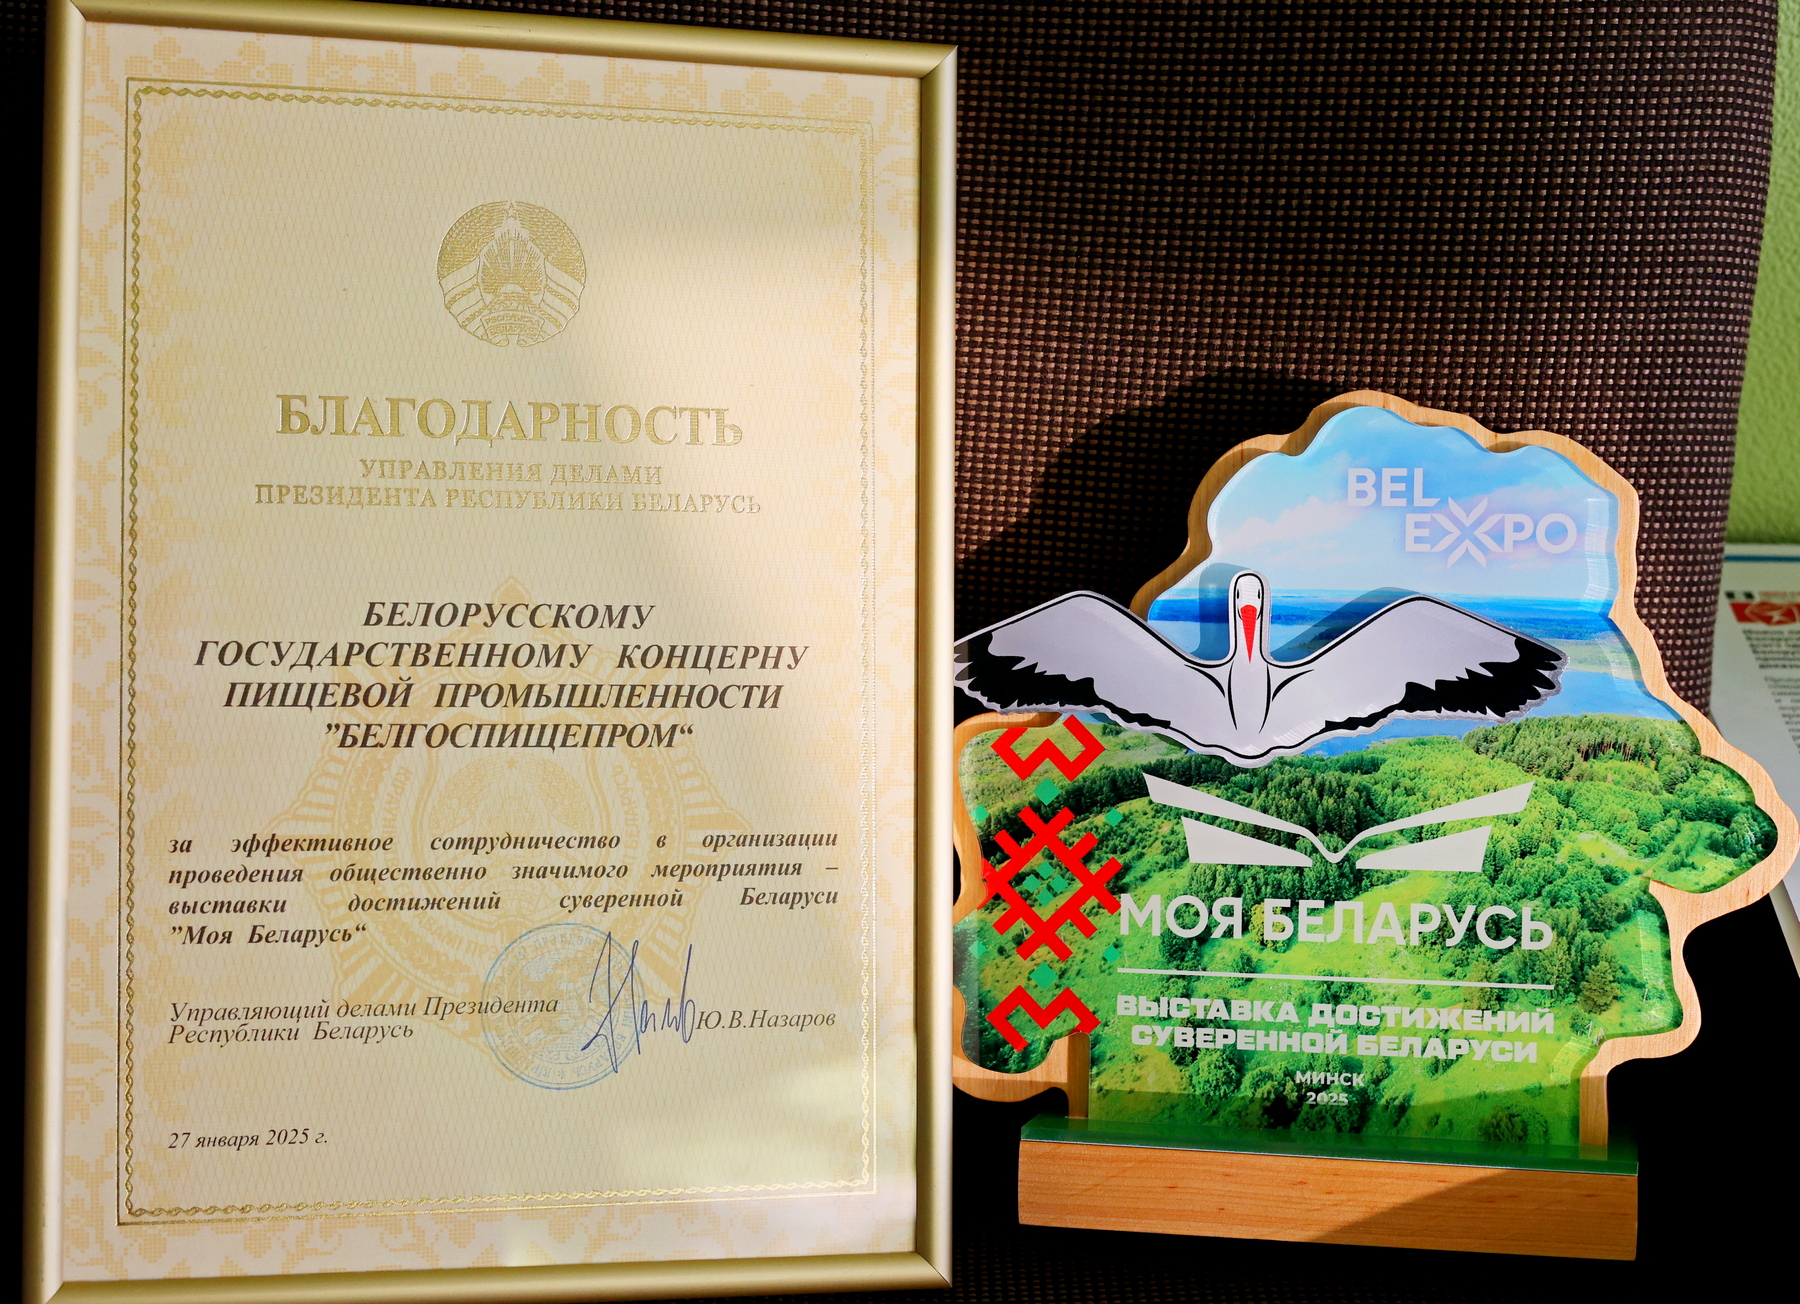 БЛАГОДАРНОСТЬ
УПРАВЛЕНИЯ ДЕЛАМИ
ПРЕЗИДЕНТА РЕСПУБЛИКИ БЕЛАРУСЬ
БЕЛОРУССКОМУ
ГОСУДАРСТВЕННОМУ КОНЦЕРНУ
ПИЩЕВОЙ ПРОМЫШЛЕННОСТИ
”БЕЛГОСПИЩЕПРОМ“
за эффективное сотрудничество в организации
проведения общественно значимого мероприятия –
выставки достижений суверенной Беларуси
”Моя Беларусь“
Управляющий делами Президента
Республики Беларусь
Ю.В.Назаров
27 января 2025 г.
BEL
EXPO
МОЯ БЕЛАРУСЬ
ВЫСТАВКА ДОСТИЖЕНИЙ
СУВЕРЕННОЙ БЕЛАРУСИ
МИНСК
2025